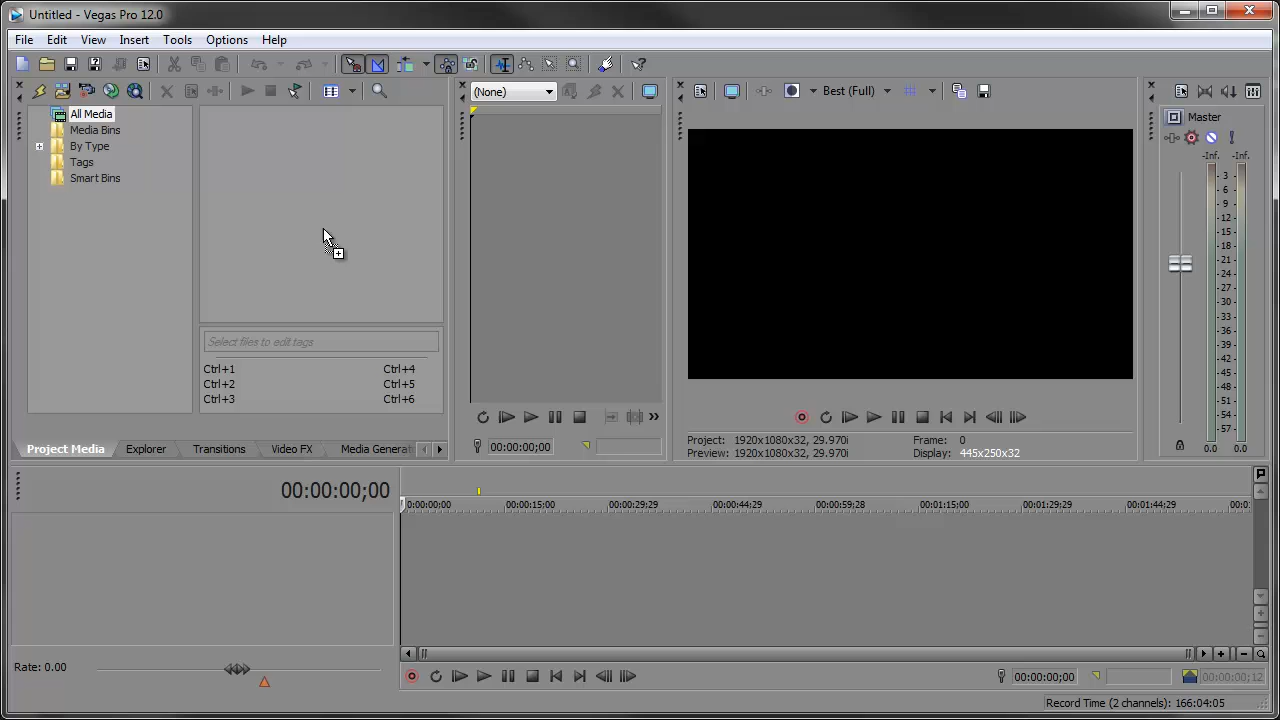 Untitled - Vegas Pro 12.0
File Edit View Insert Tools Options Help
(None)
Best (Full)
All Media
Media Bins
By Type
Tags
Smart Bins
Master
-Inf. -Inf.
3
6
9
12
15
18
21
24
27
30
33
36
39
42
45
48
51
54
57
0.0 0.0
Select files to edit tags
Ctrl+1 Ctrl+4
Ctrl+2 Ctrl+5
Ctrl+3 Ctrl+6
00:00:00;00
Project: 1920x1080x32, 29.970i Frame: 0
Preview: 1920x1080x32, 29.970i Display: 445x250x32
Project Media Explorer Transitions Video FX Media Generat
00:00:00;00
0:00:00;00 00:00:15;00 00:00:29;29 00:00:44;29 00:00:59;28 00:01:15;00 00:01:29;29 00:01:44;29 00:0
Rate: 0.00
00:00:00;00 00:00:00;12
Record Time (2 channels): 166:04:05